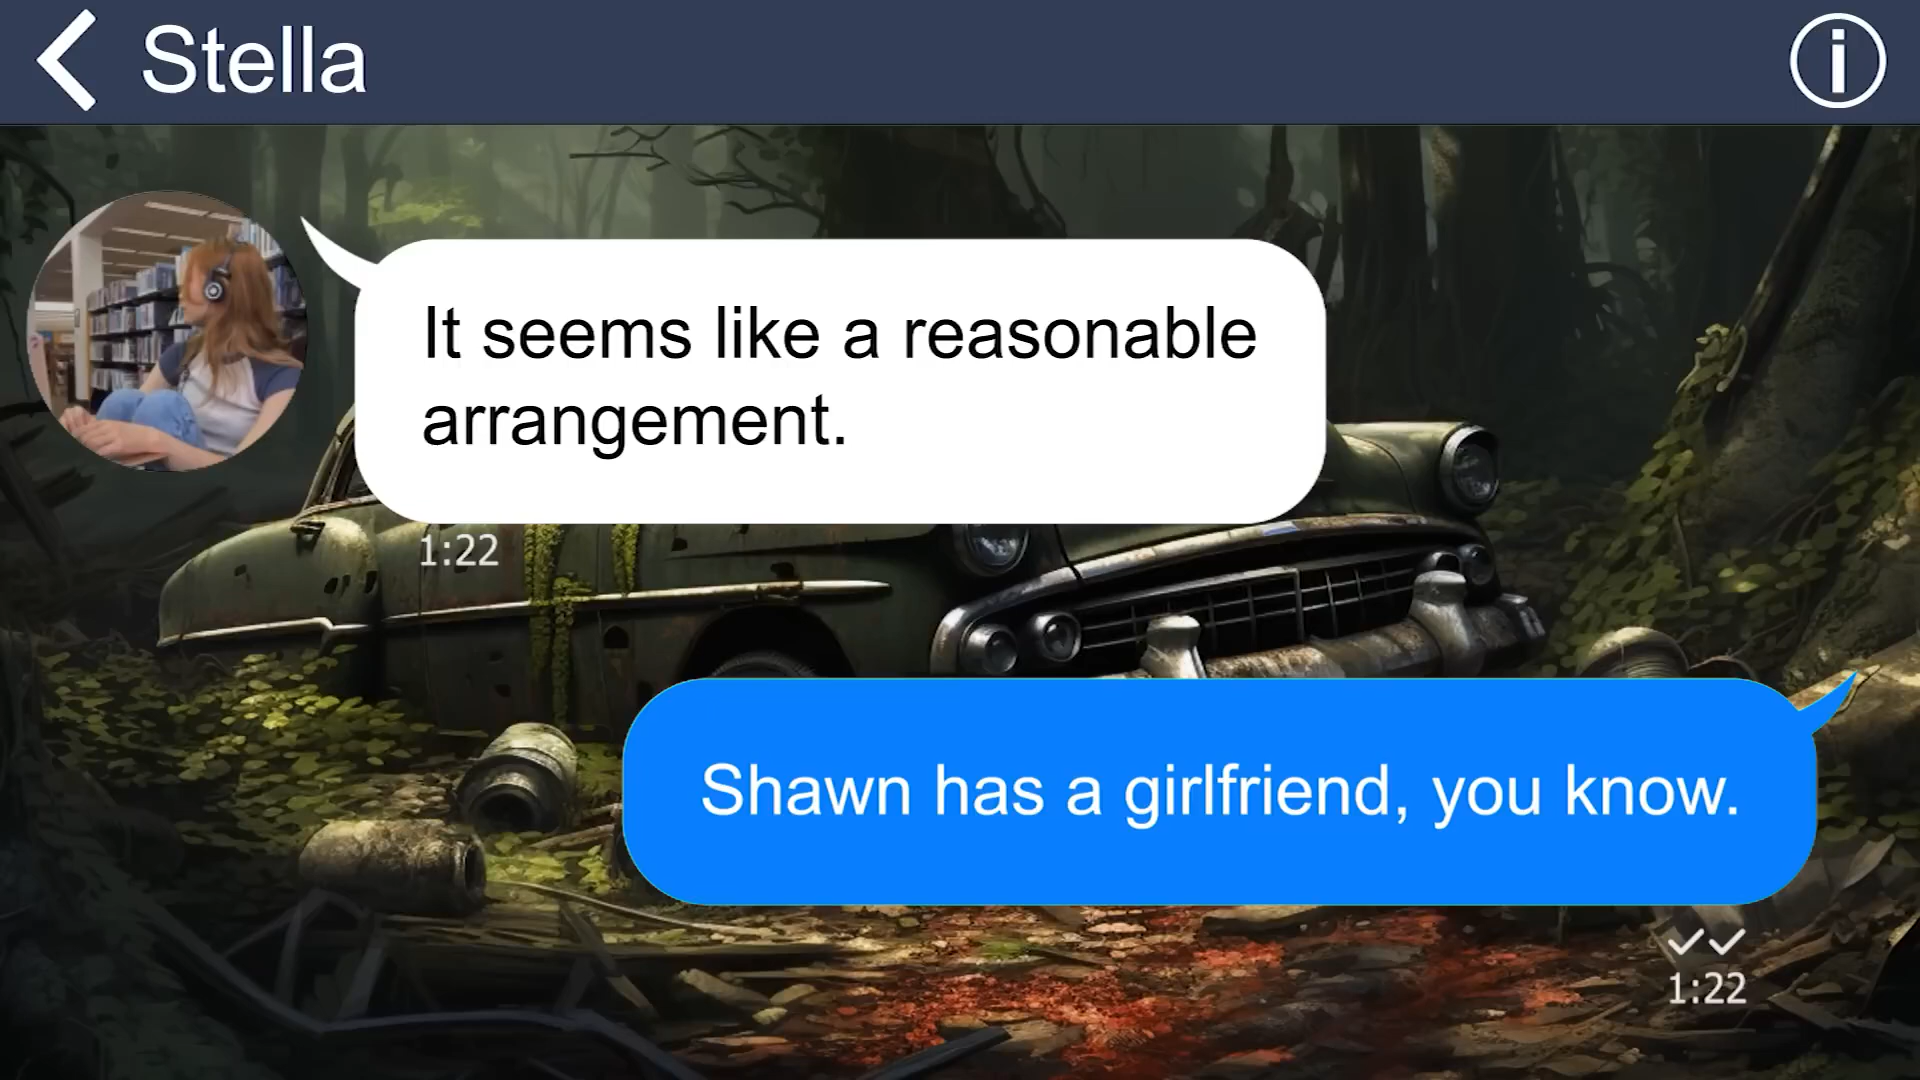 Stella
It seems like a reasonable
arrangement.
1:22
Shawn has a girlfriend, you know.
1:22